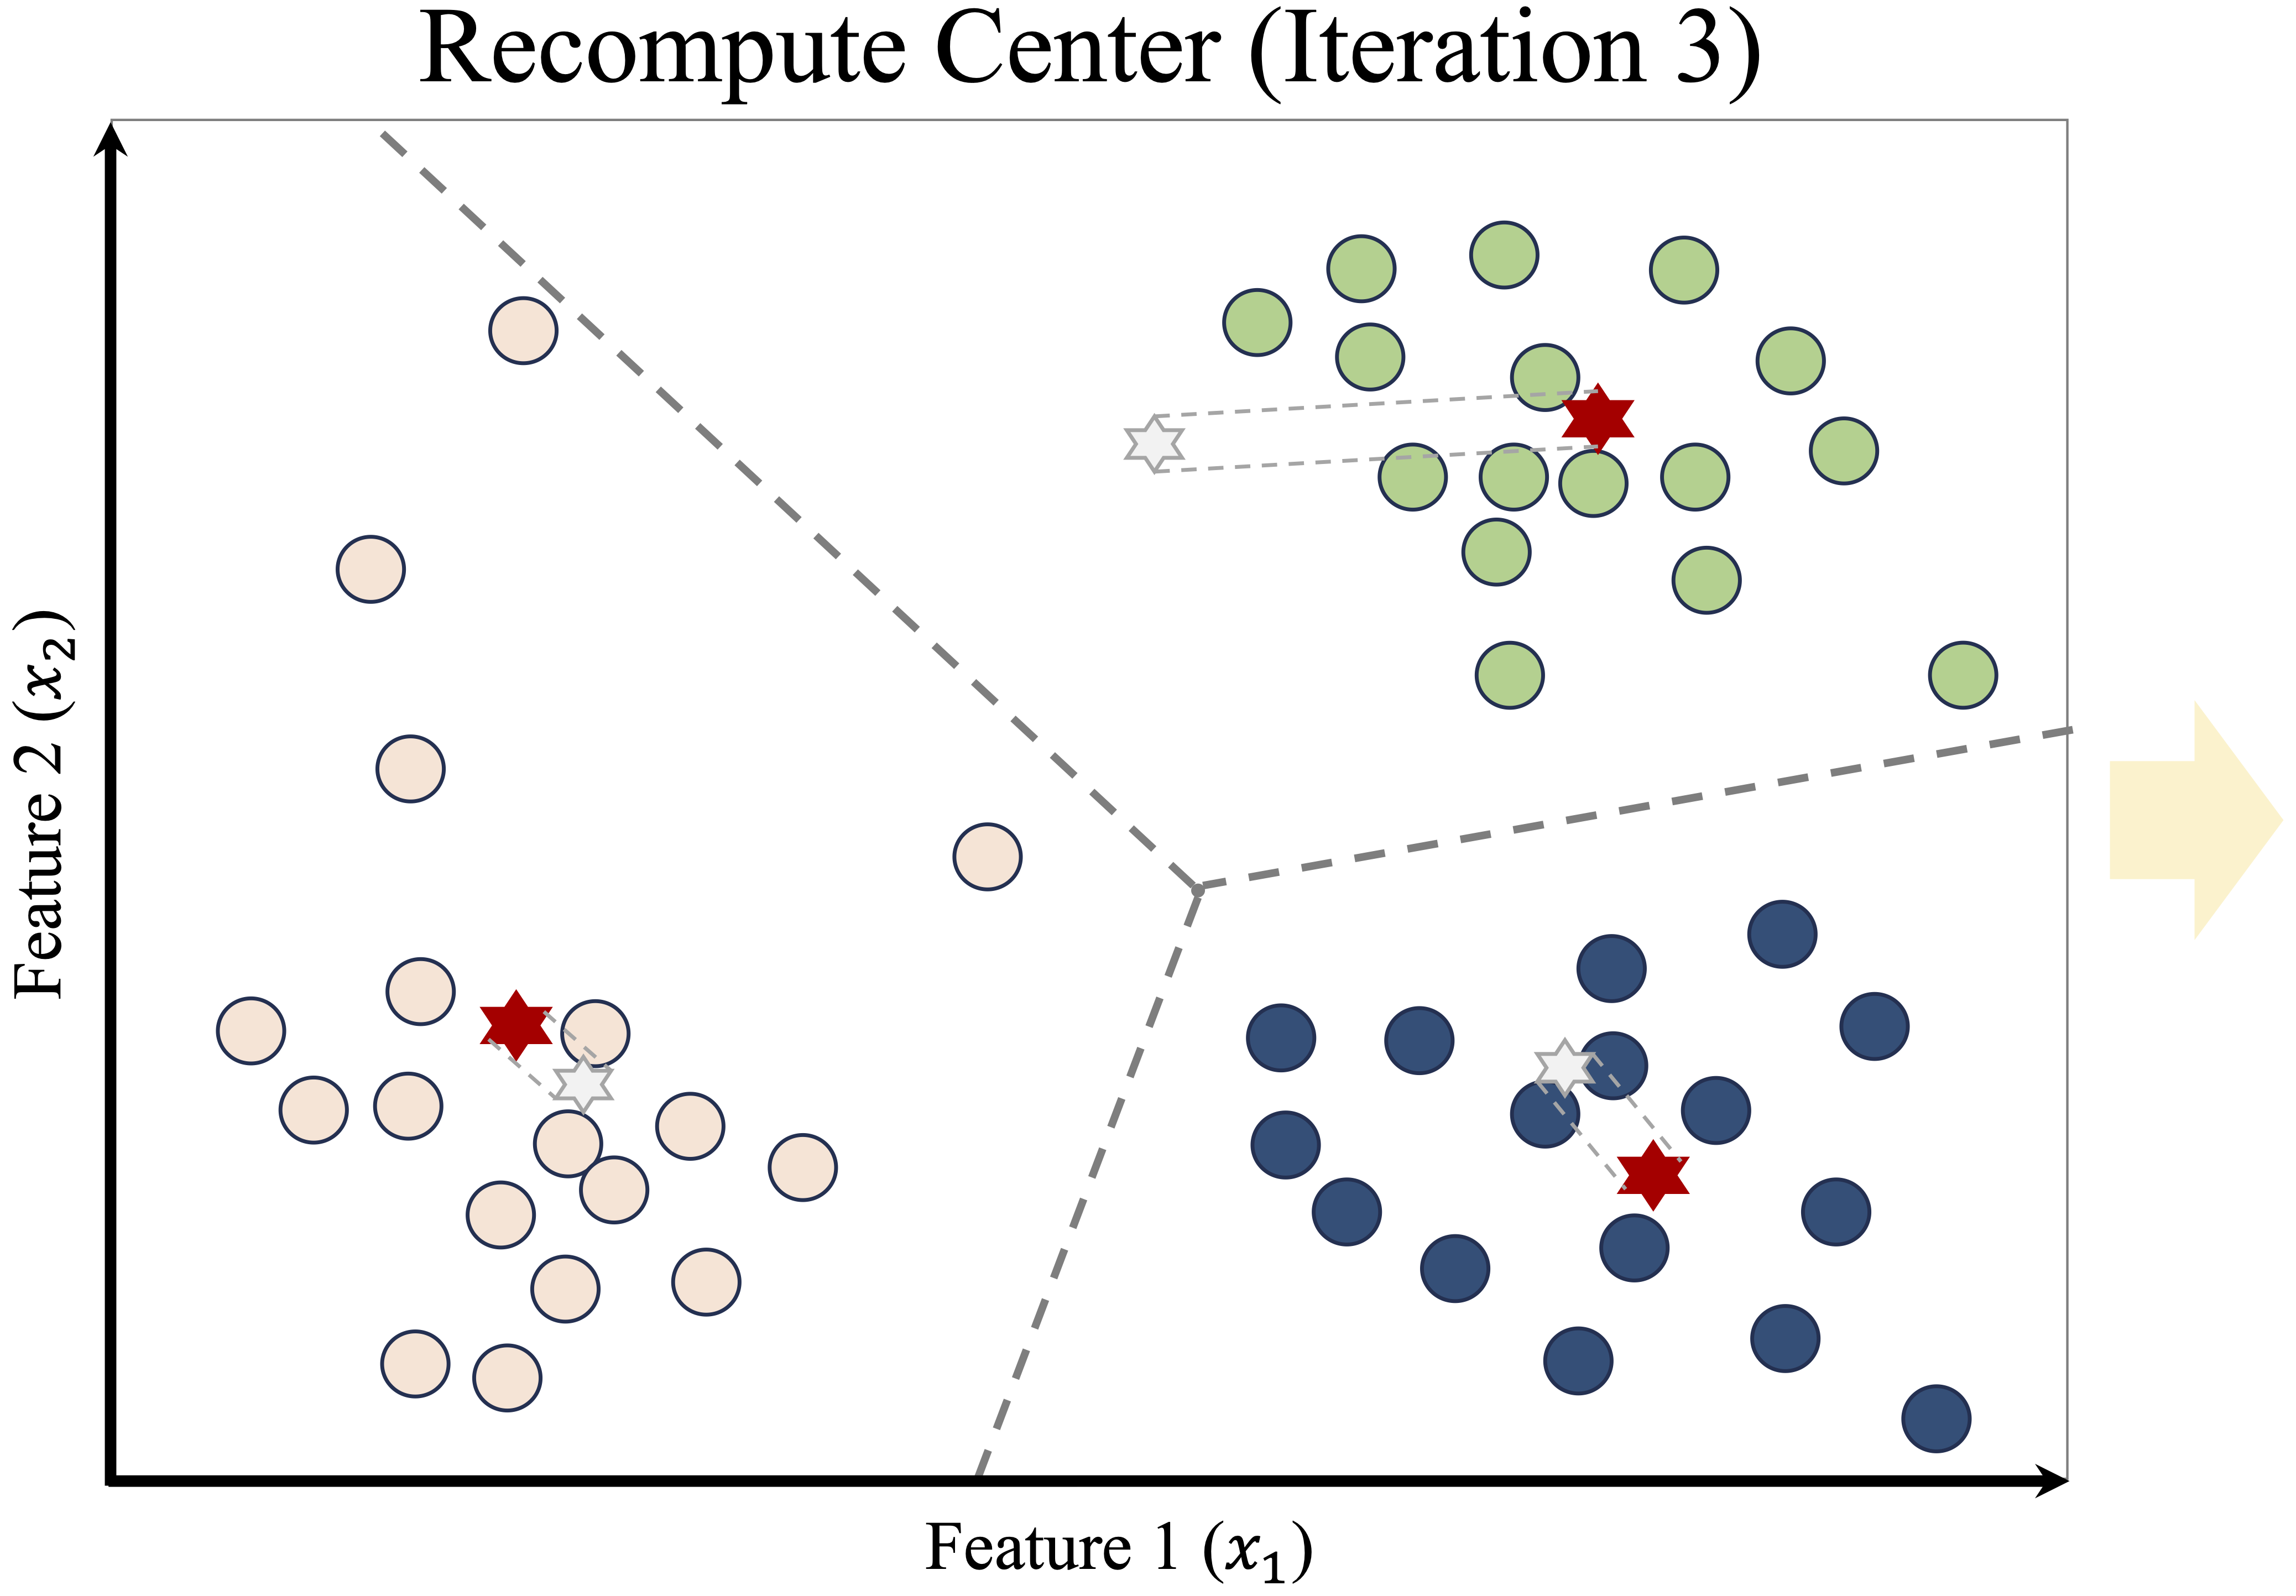 Recompute Center (Iteration 3)
Feature 2 (x₂)
Feature 1 (x₁)